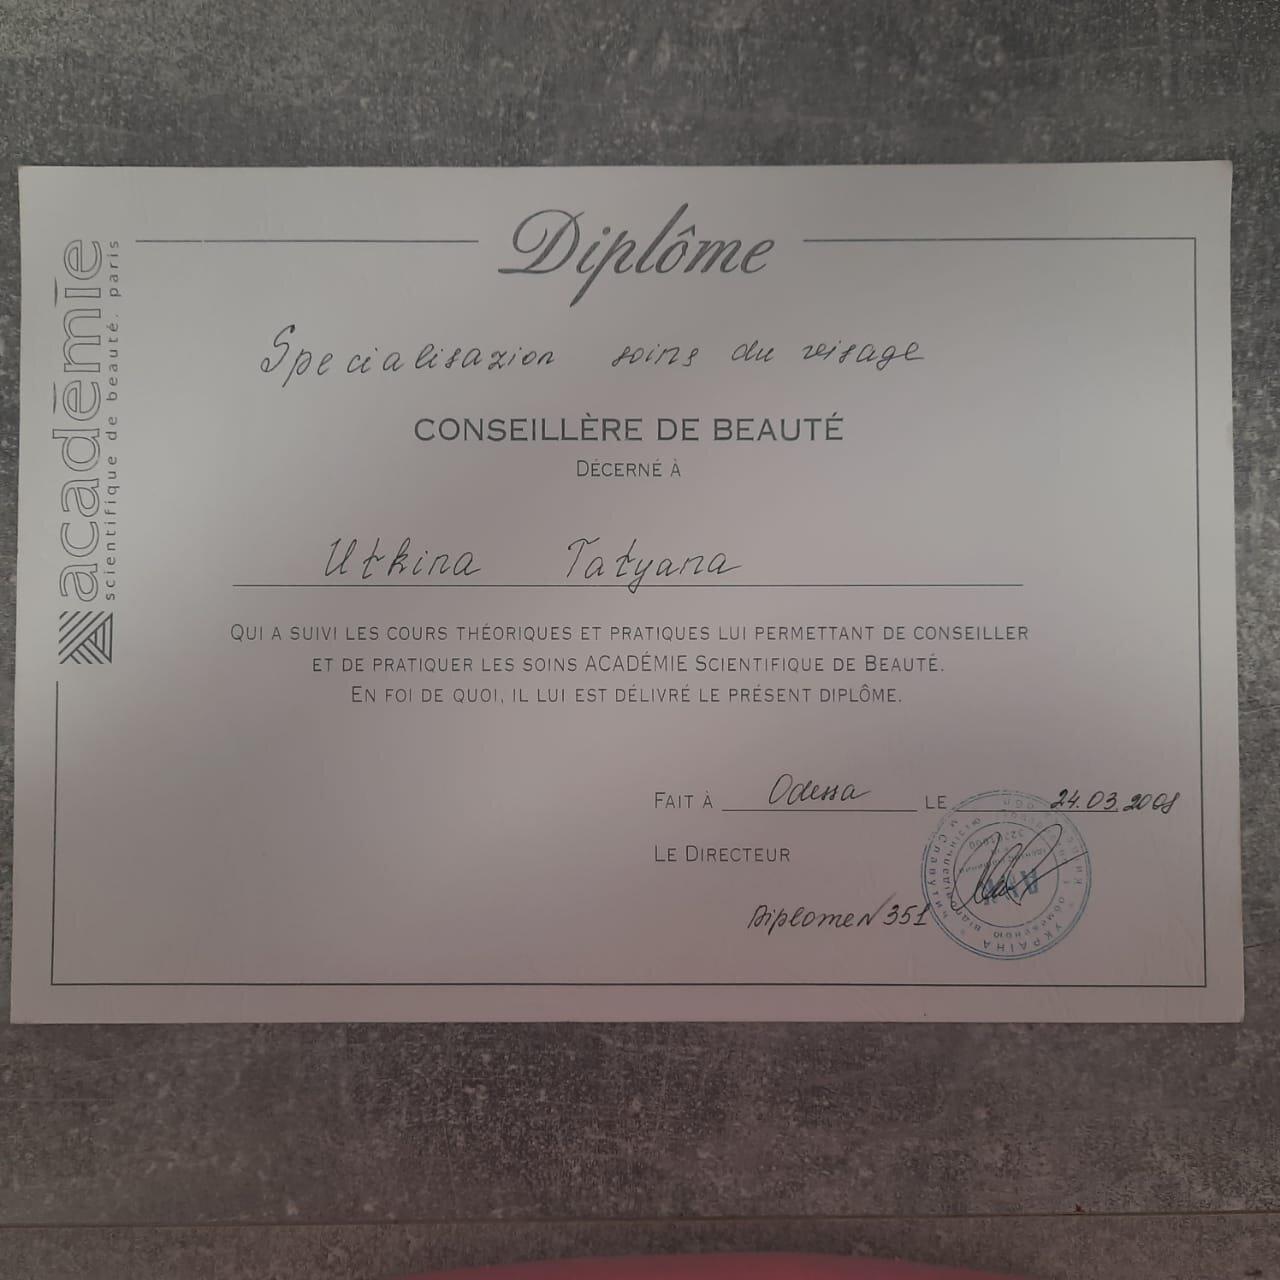 Diplôme
académie
scientifique de beauté. paris
Specialisazion soins du visage
CONSEILLÈRE DE BEAUTÉ
DÉCERNÉ À
Utkina Tatyana
QUI A SUIVI LES COURS THÉORIQUES ET PRATIQUES LUI PERMETTANT DE CONSEILLER
ET DE PRATIQUER LES SOINS ACADÉMIE SCIENTIFIQUE DE BEAUTÉ.
EN FOI DE QUOI, IL LUI EST DÉLIVRÉ LE PRÉSENT DIPLÔME.
FAIT À Odessa LE 24.03.2008
LE DIRECTEUR
Diplome N 351
УКРАЇНА